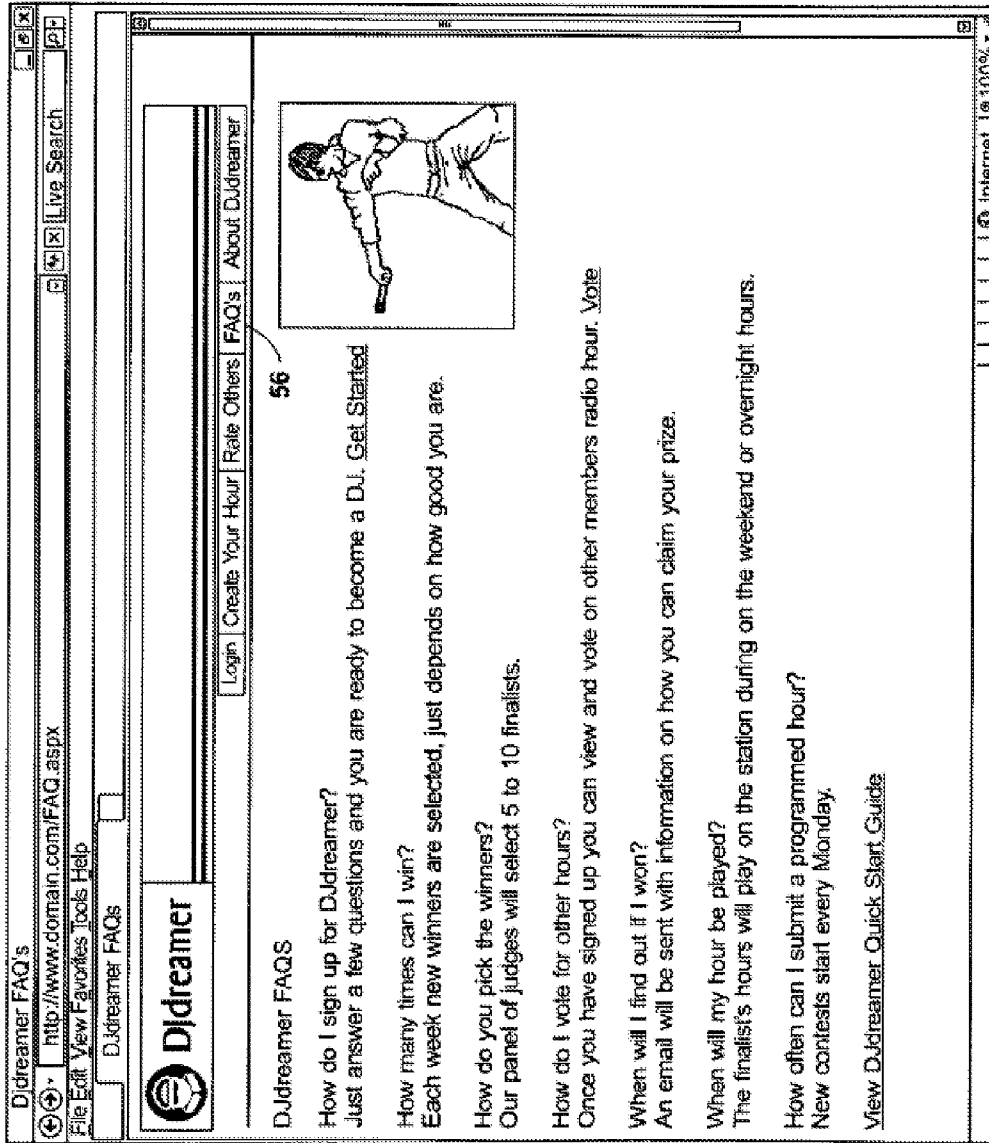 Djdreamer FAQ's
http//www.domain.com/FAQ.aspx
Live Search
File Edit View Favorites Tools Help
DJdreamer FAQs
Djdreamer
Login
Create Your Hour
Rate Others
FAQ's
About DJdreamer
56
DJdreamer FAQS
How do I sign up for DJdreamer?
Just answer a few questions and you are ready to become a DJ. Get Started
How many times can I win?
Each week new winners are selected, just depends on how good you are.
How do you pick the winners?
Our panel of judges will select 5 to 10 finalists.
How do I vote for other hours?
Once you have signed up you can view and vote on other members radio hour. Vote
When will I find out if I won?
An email will be sent with information on how you can claim your prize.
When will my hour be played?
The finalist's hours will play on the station during on the weekend or overnight hours.
How often can I submit a programmed hour?
New contests start every Monday.
View DJdreamer Quick Start Guide
internet
100%